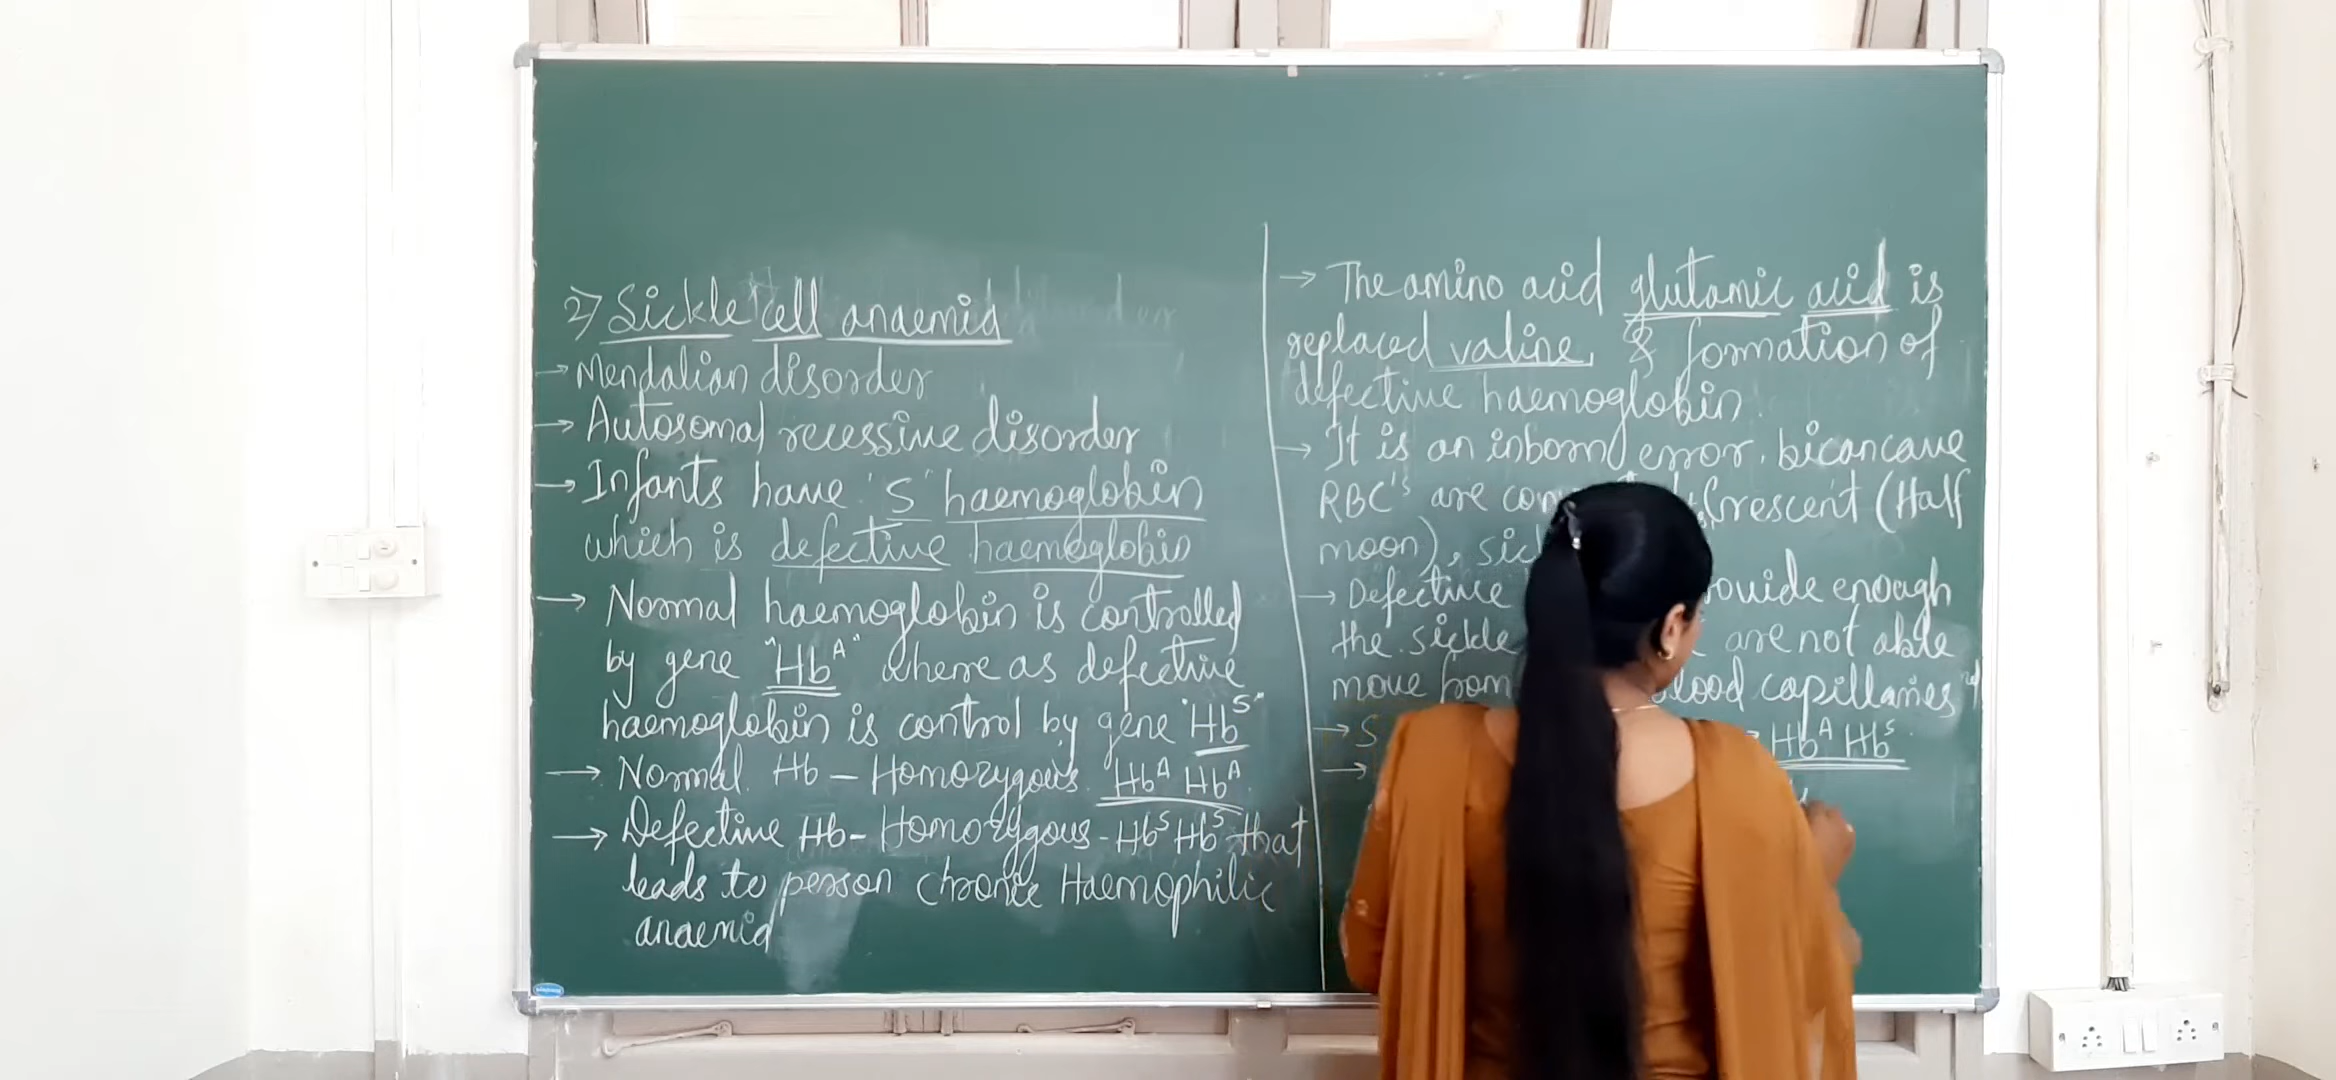 2) Sickle cell anaemia
→ Mendalian disorder
→ Autosomal recessive disorder
→ Infants have "S" haemoglobin
which is defective haemoglobin
→ Normal haemoglobin is controlled
by gene "Hbᴬ" where as defective
haemoglobin is control by gene "Hbˢ"
→ Normal Hb – Homozygous Hbᴬ Hbᴬ.
→ Defective Hb – Homozygous - Hbˢ Hbˢ that
leads to person chronic Haemophilic
anaemia
→ The amino acid glutamic acid is
replaced valine, & formation of
defective haemoglobin.
→ It is an inborn error, biconcave
RBC's are Crescent (Half
moon),
→ Defective enough
the sickle are not able
move blood capillaries
→ S Hbᴬ Hbˢ.
→